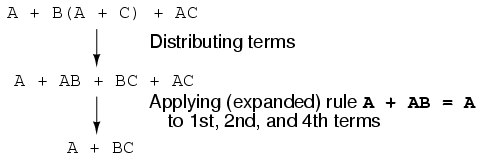 A + B(A + C) + AC
Distributing terms
A + AB + BC + AC
Applying (expanded) rule A + AB = A
to 1st, 2nd, and 4th terms
A + BC